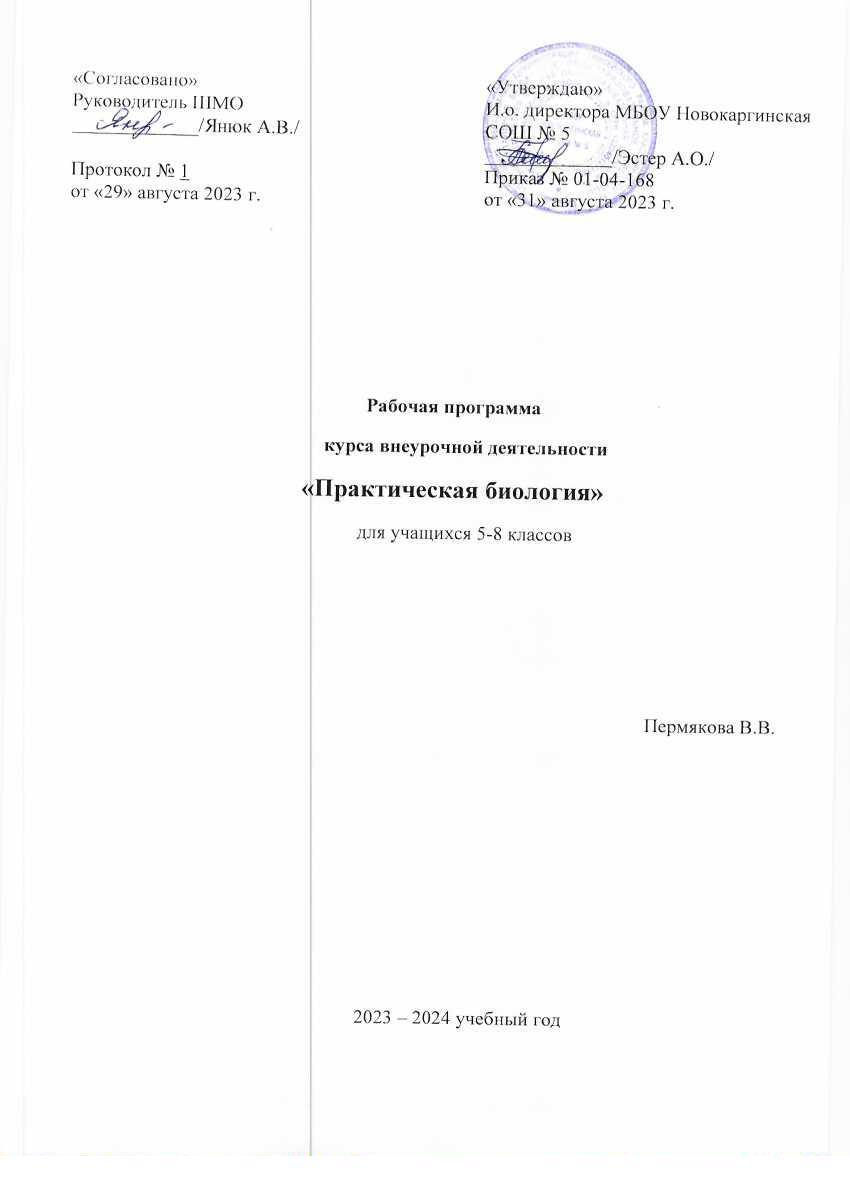 «Согласовано»
Руководитель ШМО
/Янюк А.В./
Протокол № 1
от «29» августа 2023 г.
«Утверждаю»
И.о. директора МБОУ Новокаргинская
СОШ № 5
/Эстер А.О./
Приказ № 01-04-168
от «31» августа 2023 г.
Рабочая программа
курса внеурочной деятельности
«Практическая биология»
для учащихся 5-8 классов
Пермякова В.В.
2023 – 2024 учебный год